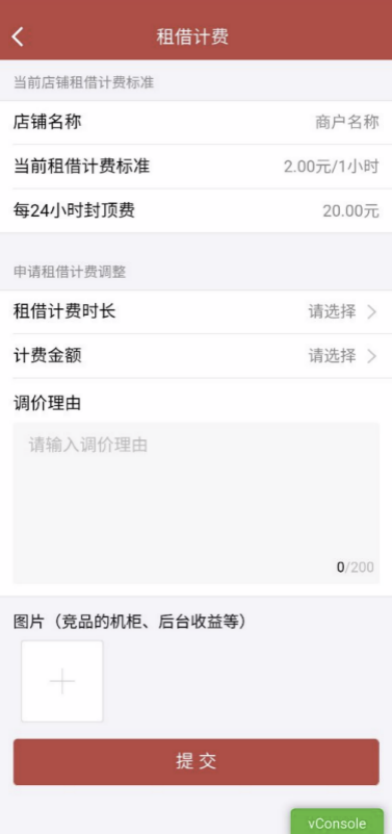 租借计费
当前店铺租借计费标准
店铺名称 商户名称
当前租借计费标准 2.00元/1小时
每24小时封顶费 20.00元
申请租借计费调整
租借计费时长 请选择
计费金额 请选择
调价理由
请输入调价理由
0/200
图片（竞品的机柜、后台收益等）
提交
vConsole